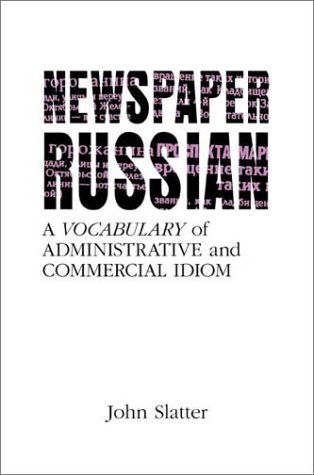 NEWSPAPER
RUSSIAN
A VOCABULARY of
ADMINISTRATIVE and
COMMERCIAL IDIOM
John Slatter